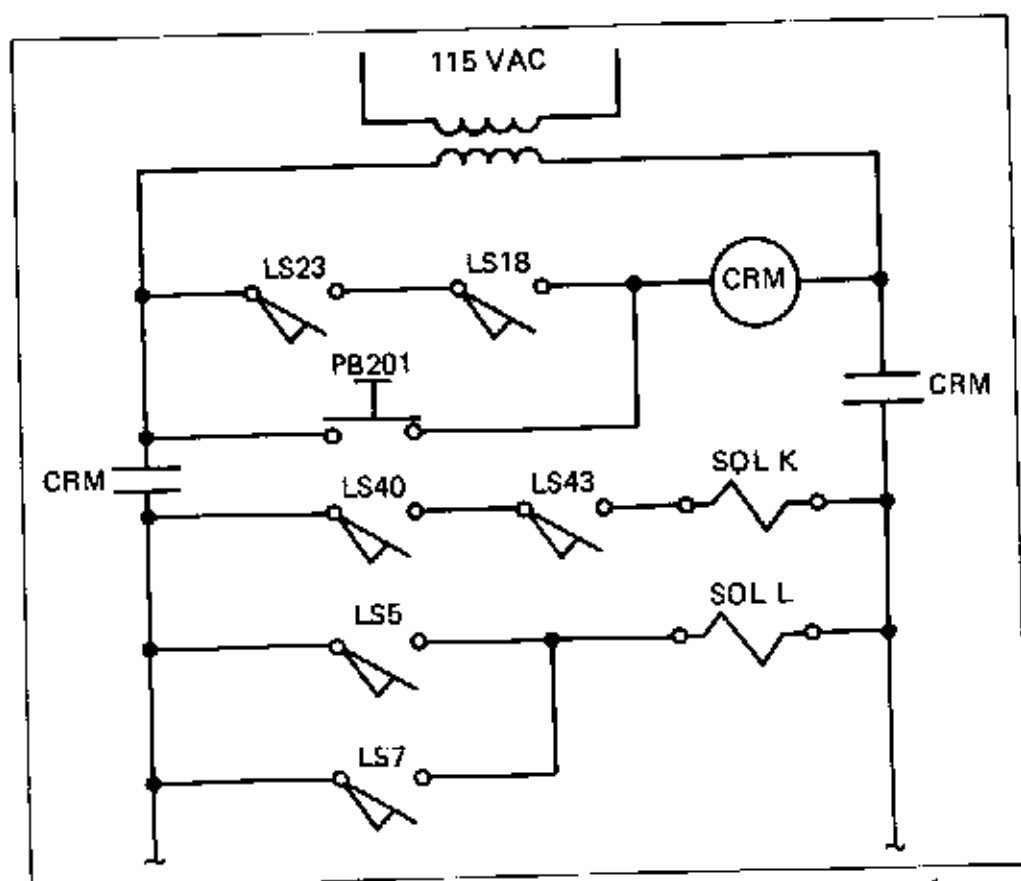 115 VAC
LS23
LS18
CRM
PB201
CRM
CRM
LS40
LS43
SOL K
LS5
SOL L
LS7